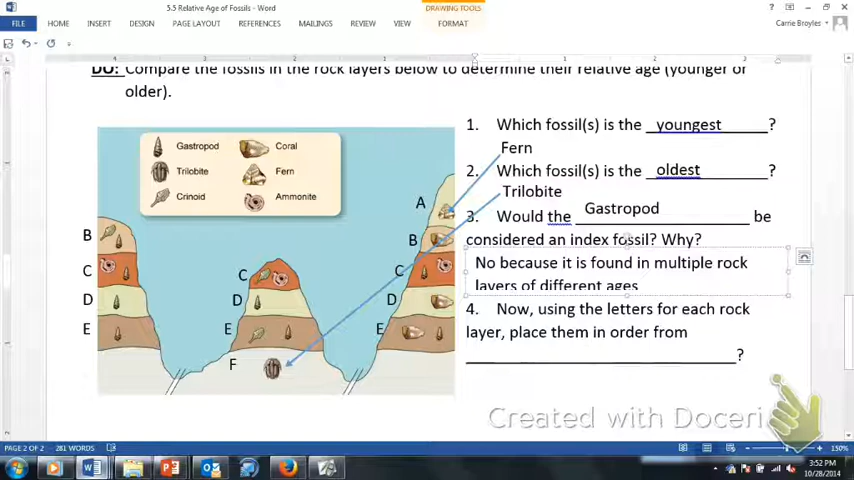 DRAWING TOOLS
3.5 Relative Age of Fossils - Word
FILE HOME INSERT DESIGN PAGE LAYOUT REFERENCES MAILINGS REVIEW VIEW FORMAT
Carrie Broyles
DO: Compare the fossils in the rock layers below to determine their relative age (younger or
older).
Gastropod
Trilobite
Crinoid
Coral
Fern
Ammonite
B
C
D
E
C
D
E
F
A
B
C
D
E
1. Which fossil(s) is the youngest ?
Fern
2. Which fossil(s) is the oldest ?
Trilobite
3. Would the Gastropod be
considered an index fossil? Why?
No because it is found in multiple rock
layers of different ages
4. Now, using the letters for each rock
layer, place them in order from
?
Created with Doceri
PAGE 2 OF 2 281 WORDS
150%
3:52 PM
10/28/2014